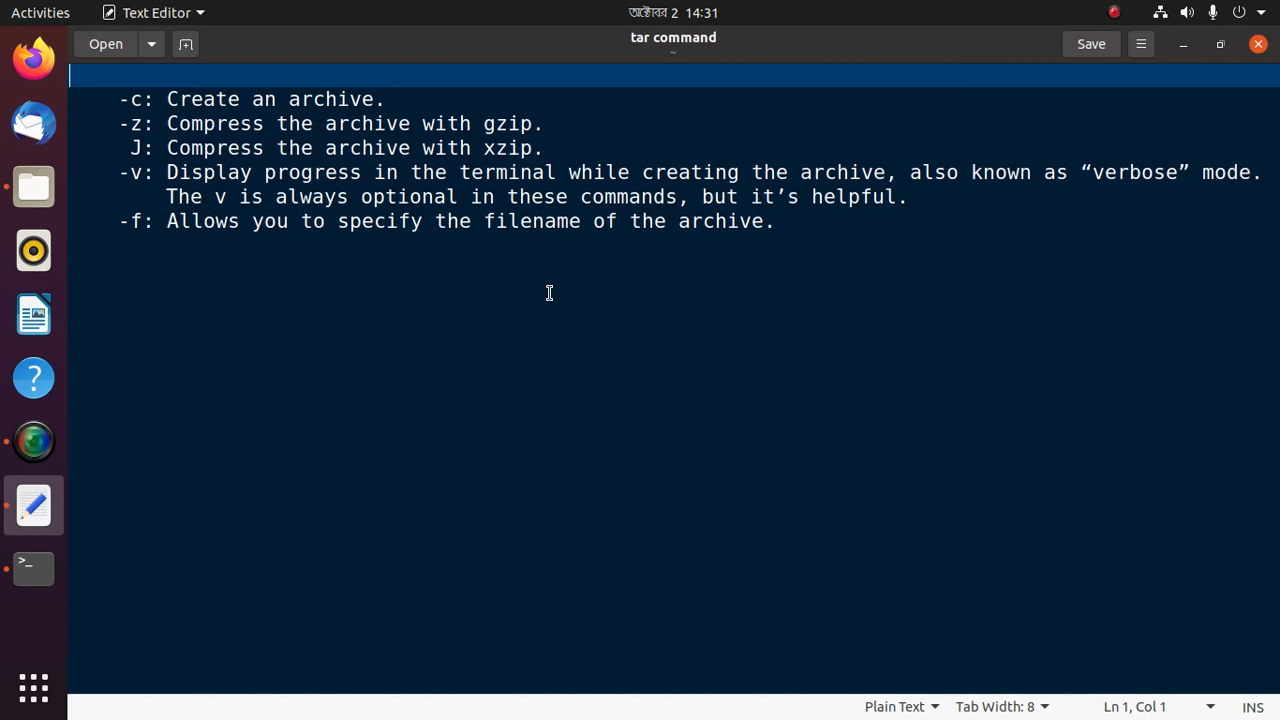 Activities
Text Editor
অক্টোবর 2 14:31
Open
tar command
~
Save
-c: Create an archive.
-z: Compress the archive with gzip.
J: Compress the archive with xzip.
-v: Display progress in the terminal while creating the archive, also known as “verbose” mode.
The v is always optional in these commands, but it’s helpful.
-f: Allows you to specify the filename of the archive.
>_
Plain Text
Tab Width: 8
Ln 1, Col 1
INS